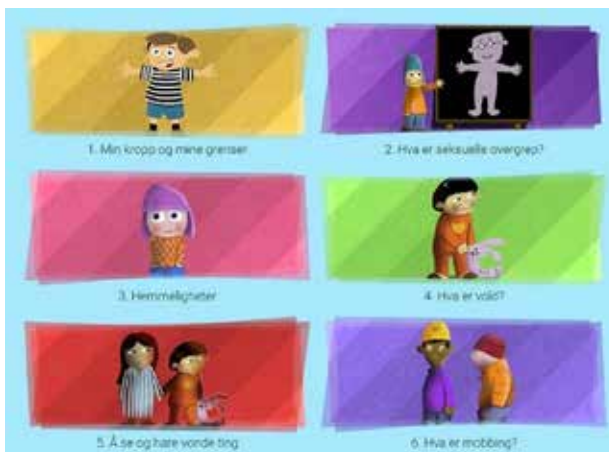 1. Min kropp og mine grenser
2. Hva er seksuelle overgrep?
3. Hemmeligheter
4. Hva er vold?
5. Å se og høre vonde ting
6. Hva er mobbing?